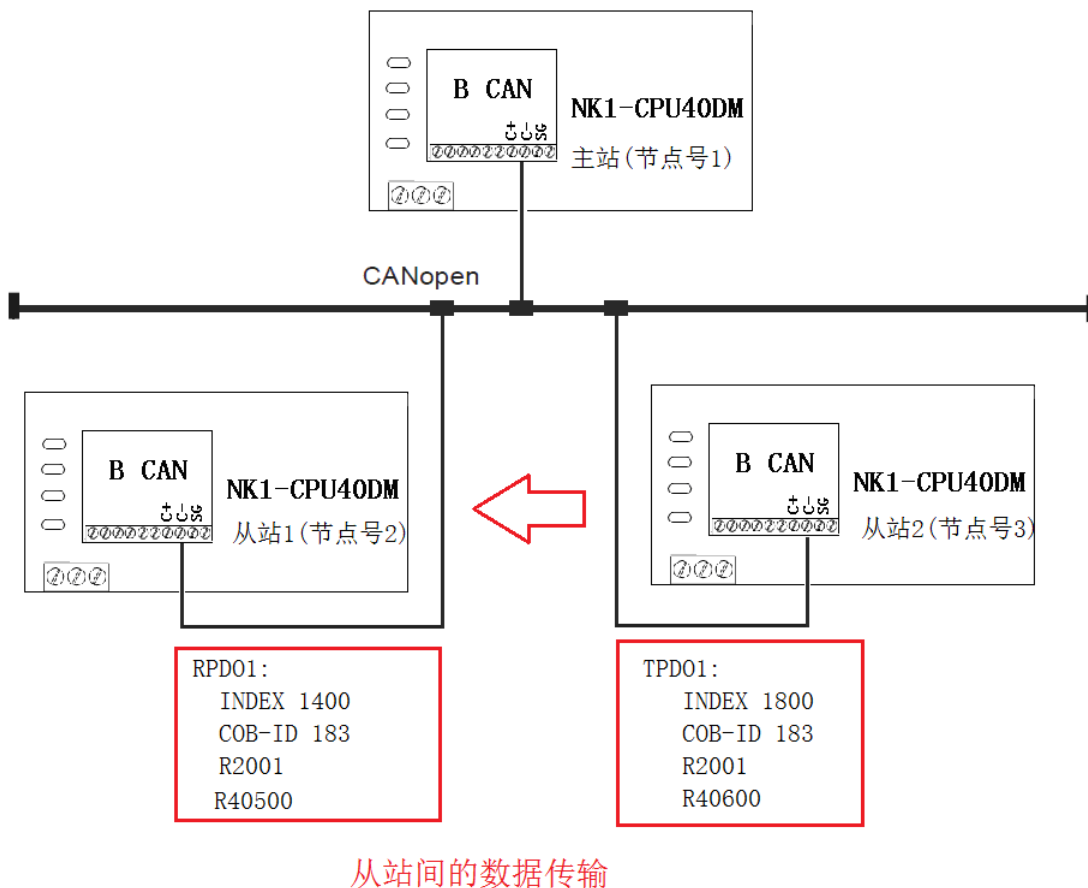 B CAN
C+
C-
SG
NK1-CPU40DM
主站(节点号1)
CANopen
B CAN
C+
C-
SG
NK1-CPU40DM
从站1(节点号2)
B CAN
C+
C-
SG
NK1-CPU40DM
从站2(节点号3)
RPDO1:
INDEX 1400
COB-ID 183
R2001
R40500
TPDO1:
INDEX 1800
COB-ID 183
R2001
R40600
从站间的数据传输